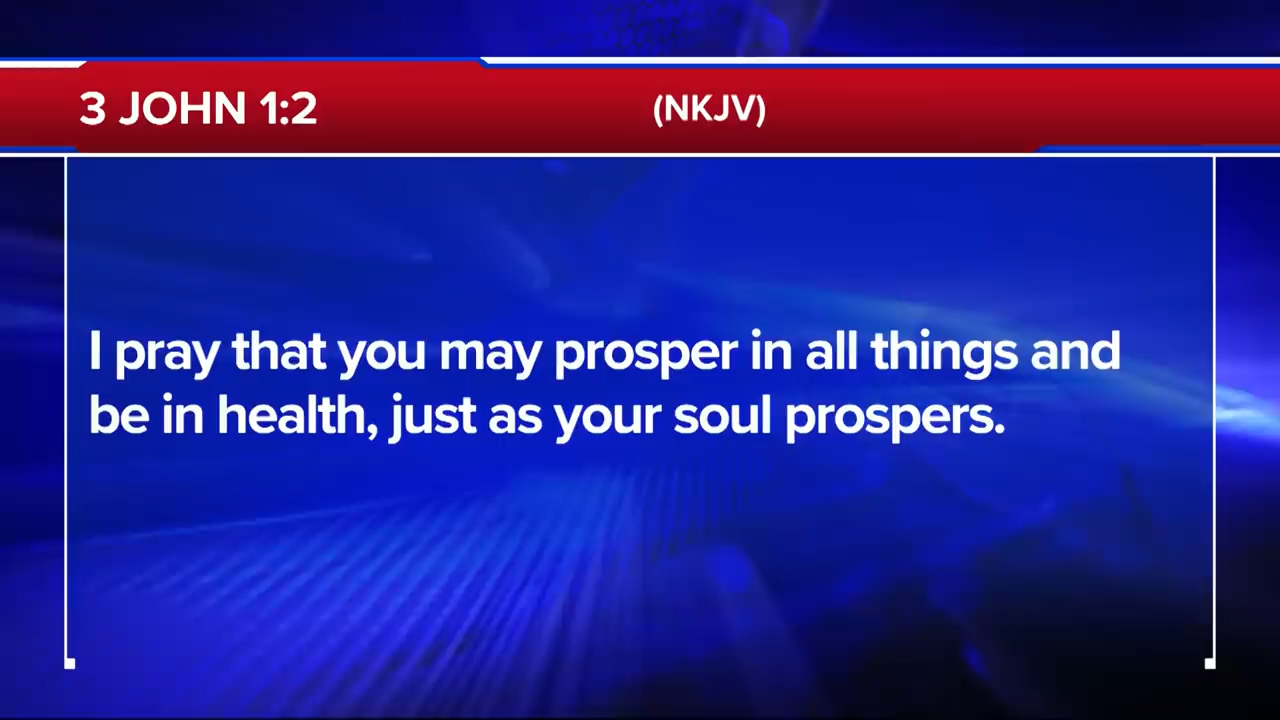 3 JOHN 1:2 (NKJV)
I pray that you may prosper in all things and
be in health, just as your soul prospers.